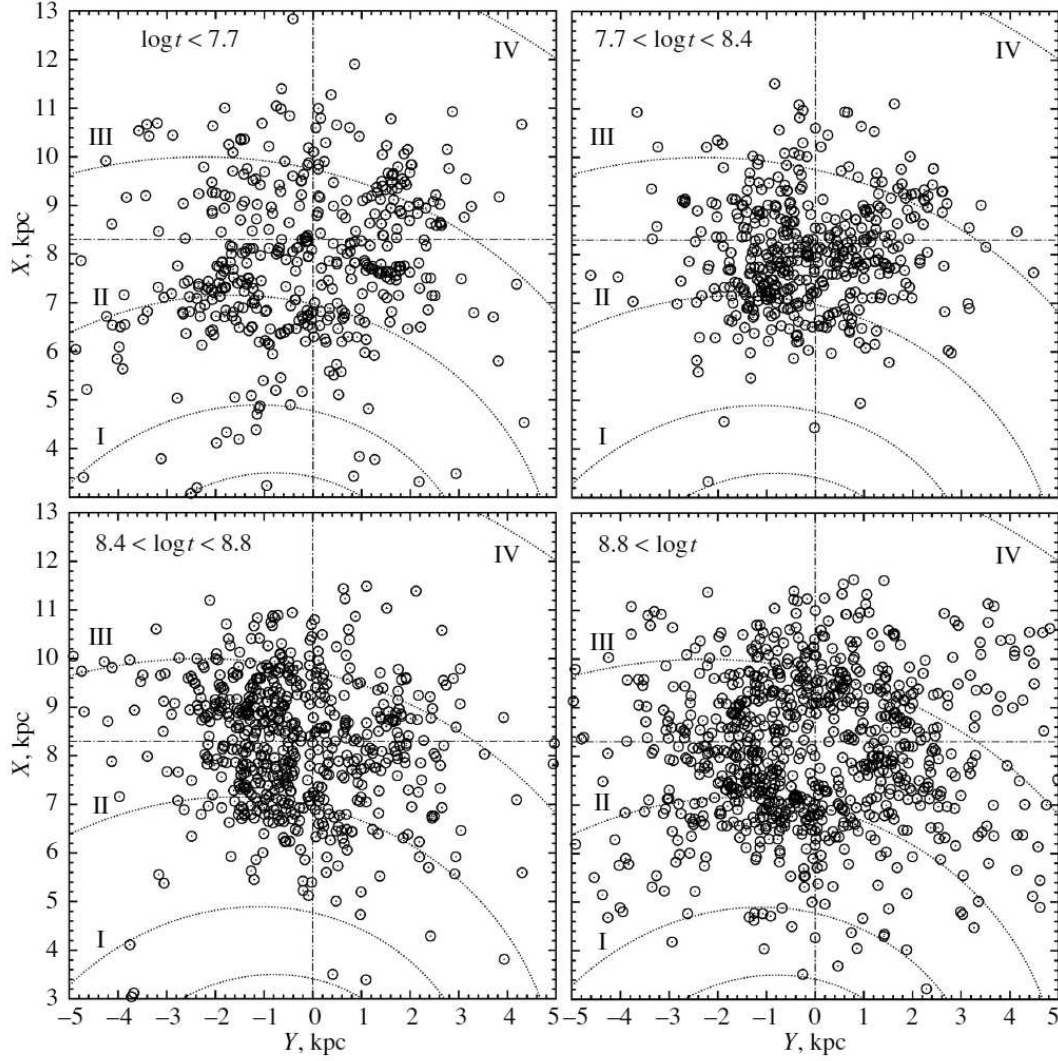 13
12
11
10
9
8
7
6
5
4
3
X, kpc
log t < 7.7
IV
III
II
I
7.7 < log t < 8.4
IV
III
II
I
13
12
11
10
9
8
7
6
5
4
3
X, kpc
8.4 < log t < 8.8
IV
III
II
I
8.8 < log t
IV
III
II
I
–5 –4 –3 –2 –1 0 1 2 3 4 5
Y, kpc
–5 –4 –3 –2 –1 0 1 2 3 4 5
Y, kpc